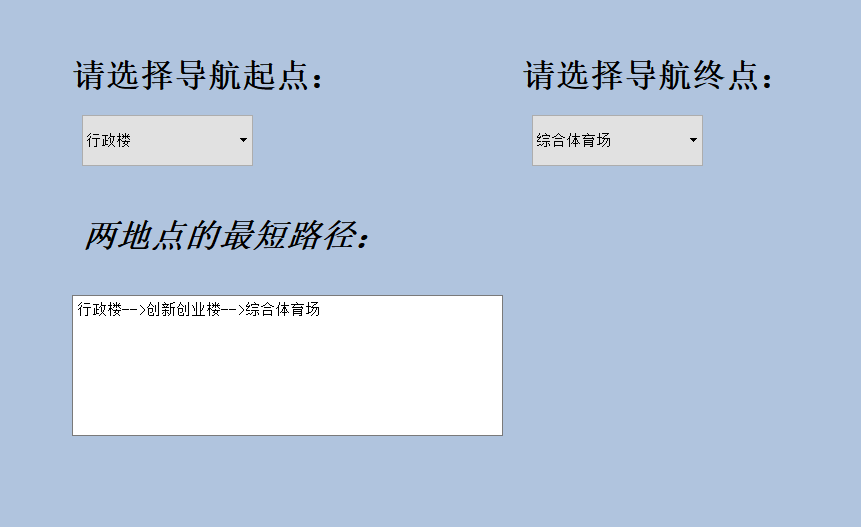 请选择导航起点：
请选择导航终点：
行政楼
综合体育场
两地点的最短路径：
行政楼-->创新创业楼-->综合体育场